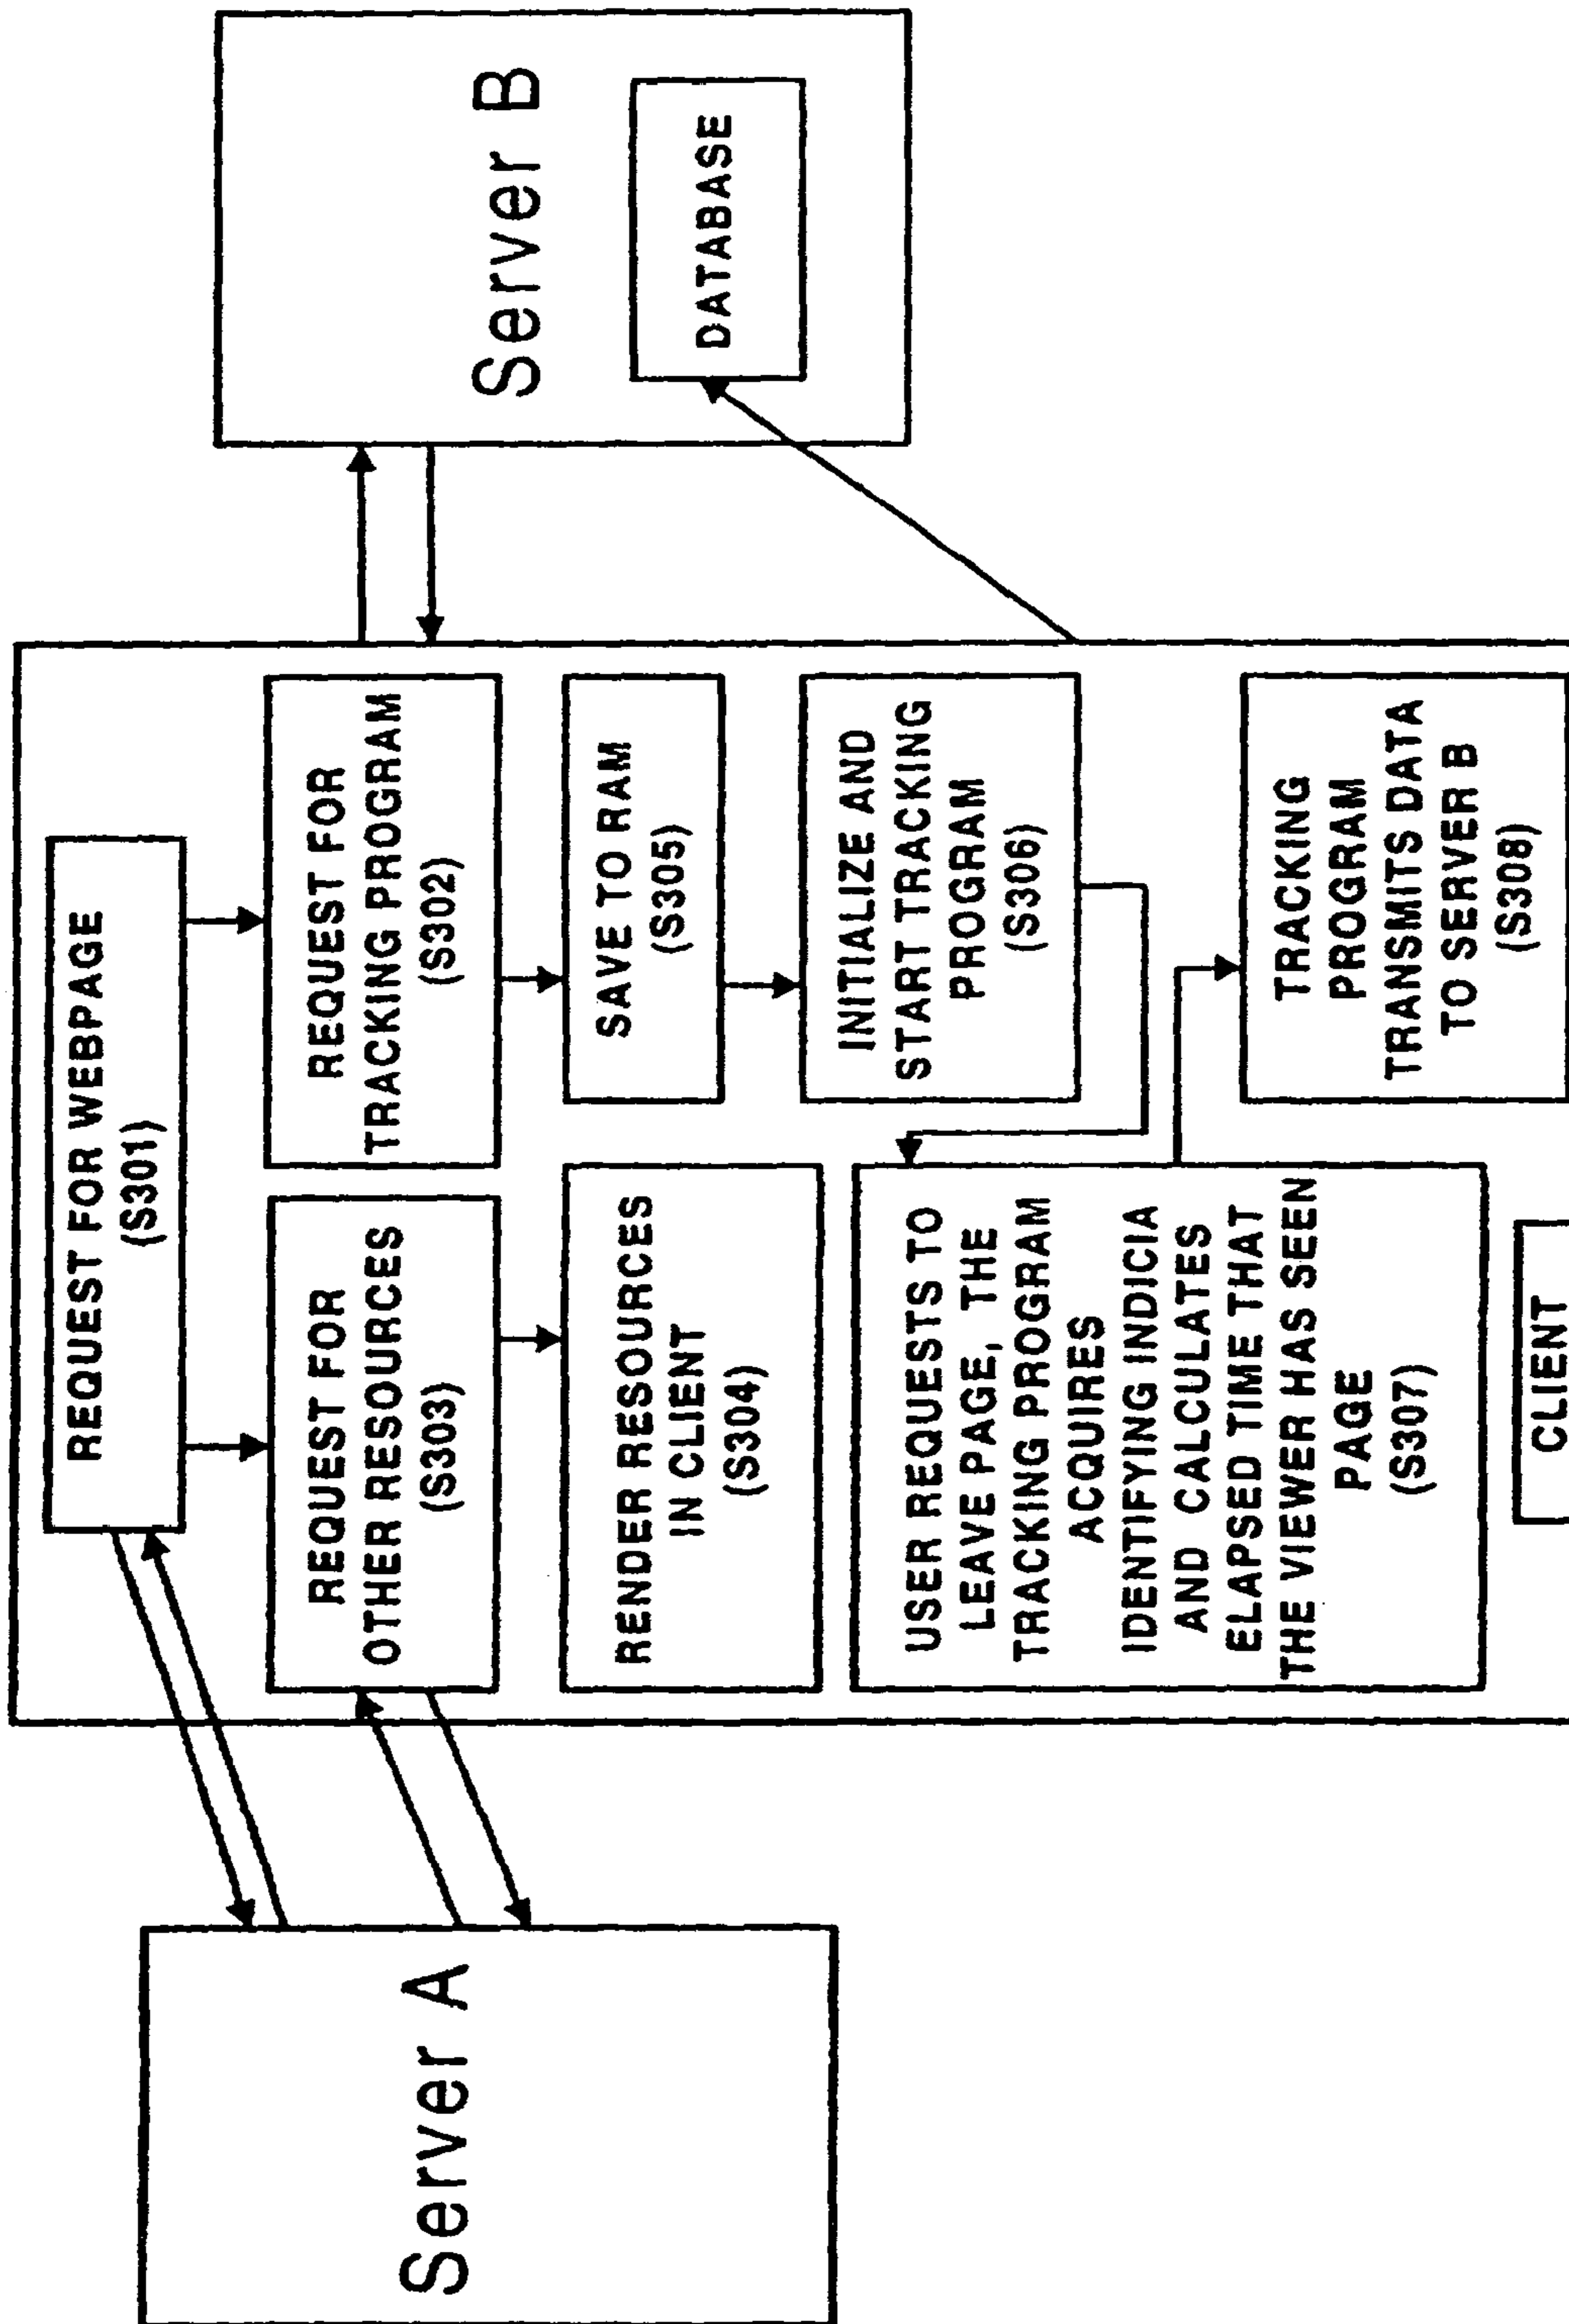 Server A
REQUEST FOR WEBPAGE
(S301)
REQUEST FOR
OTHER RESOURCES
(S303)
REQUEST FOR
TRACKING PROGRAM
(S302)
RENDER RESOURCES
IN CLIENT
(S304)
SAVE TO RAM
(S305)
INITIALIZE AND
START TRACKING
PROGRAM
(S306)
USER REQUESTS TO
LEAVE PAGE, THE
TRACKING PROGRAM
ACQUIRES
IDENTIFYING INDICIA
AND CALCULATES
ELAPSED TIME THAT
THE VIEWER HAS SEEN
PAGE
(S307)
TRACKING
PROGRAM
TRANSMITS DATA
TO SERVER B
(S308)
CLIENT
Server B
DATABASE